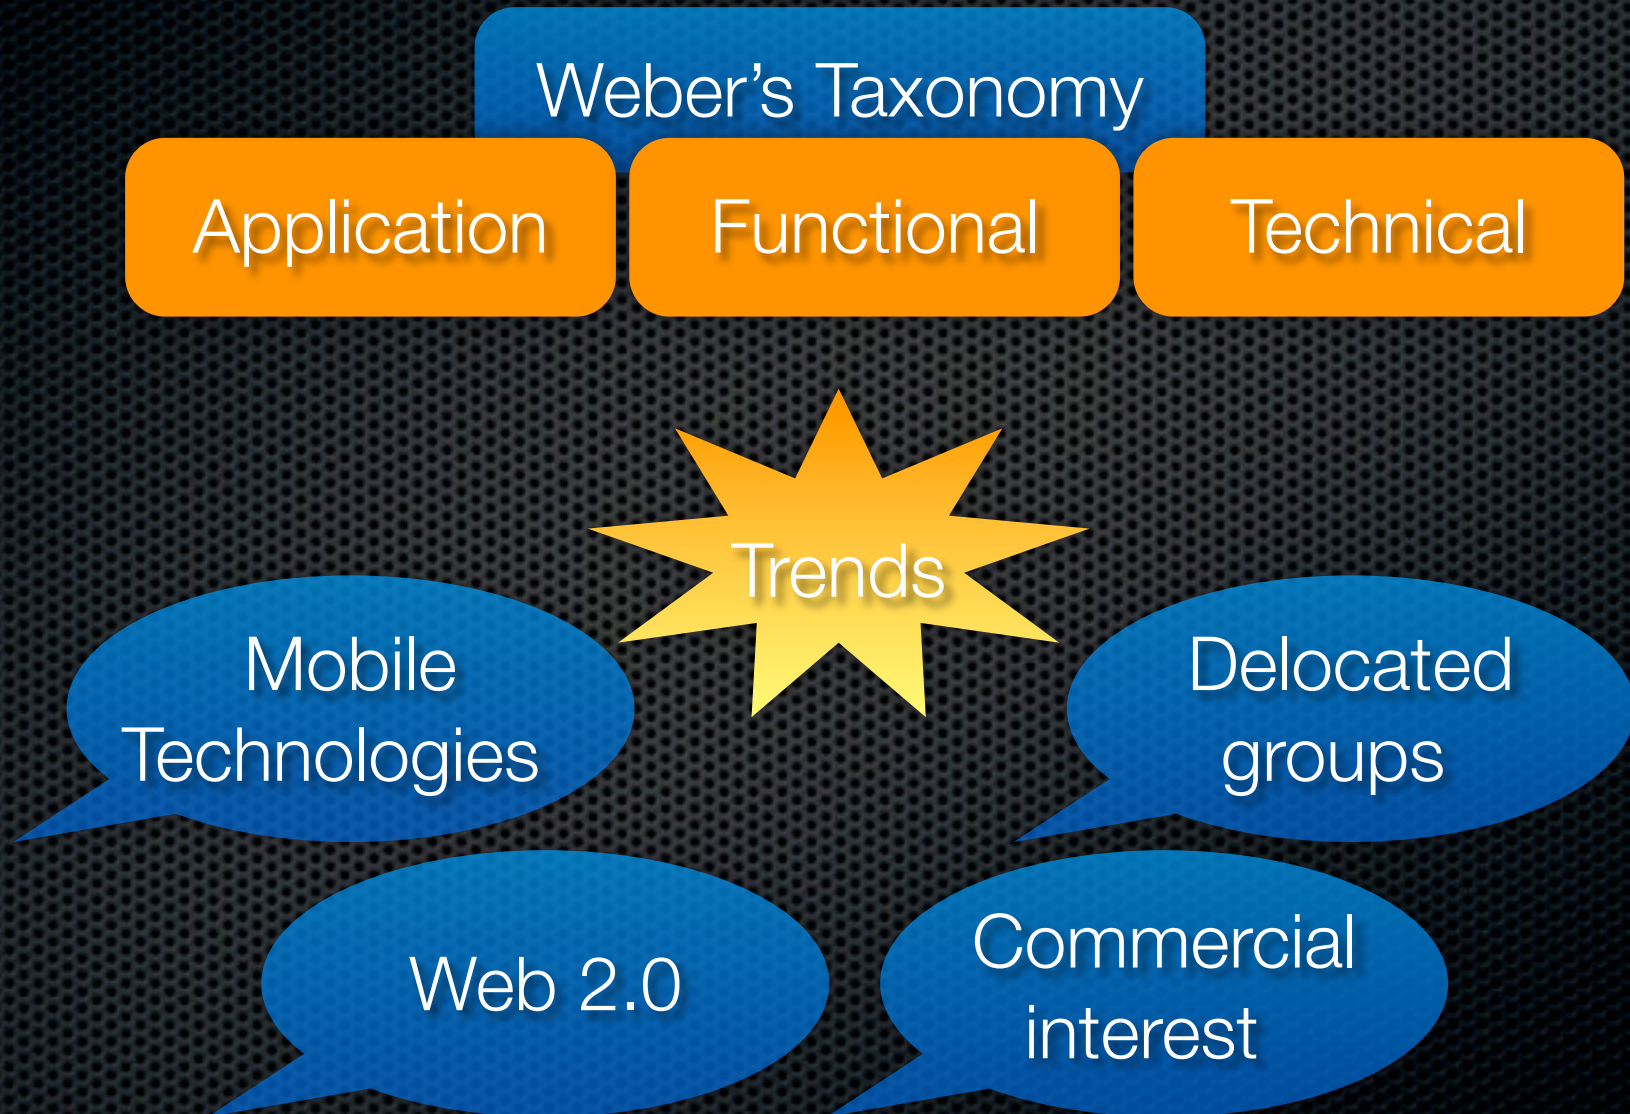 Weber's Taxonomy
Application
Functional
Technical
Trends
Mobile
Technologies
Delocated
groups
Web 2.0
Commercial
interest